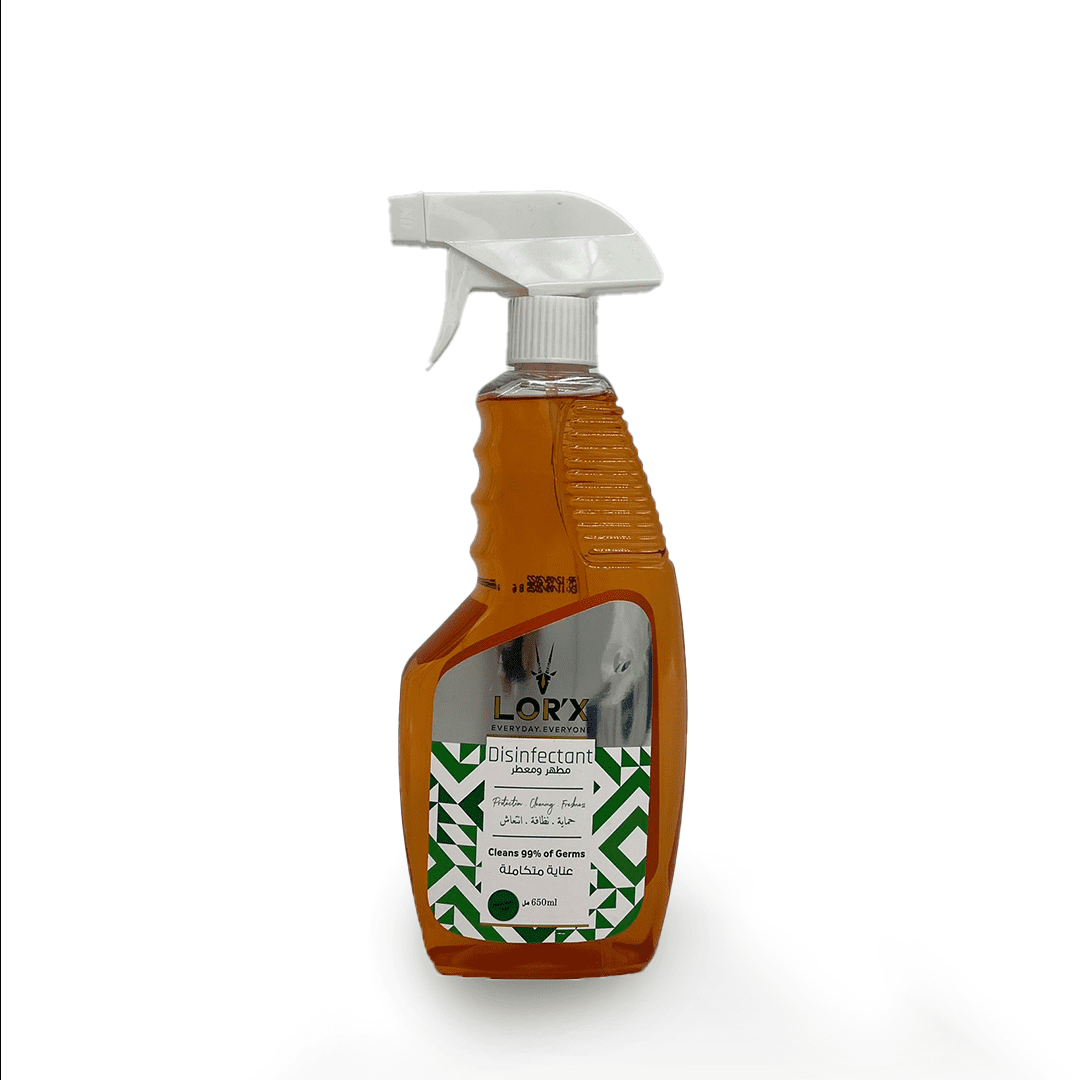 LOR'X
EVERYDAY.EVERYONE
Disinfectant
مطهر ومعطر
Protection . Cleaning . Freshness
حماية . نظافة . انتعاش
Cleans 99% of Germs
عناية متكاملة
650ml مل